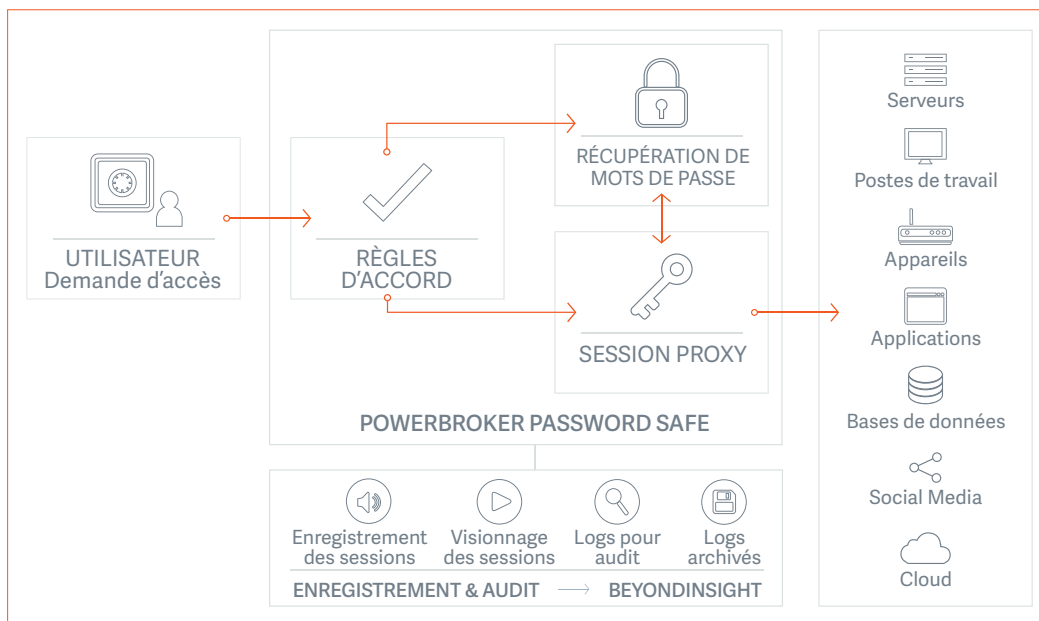 UTILISATEUR
Demande d'accès
RÈGLES
D'ACCORD
RÉCUPÉRATION DE
MOTS DE PASSE
SESSION PROXY
POWERBROKER PASSWORD SAFE
Enregistrement
des sessions
Visionnage
des sessions
Logs pour
audit
Logs
archivés
ENREGISTREMENT & AUDIT
BEYONDINSIGHT
Serveurs
Postes de travail
Appareils
Applications
Bases de données
Social Media
Cloud